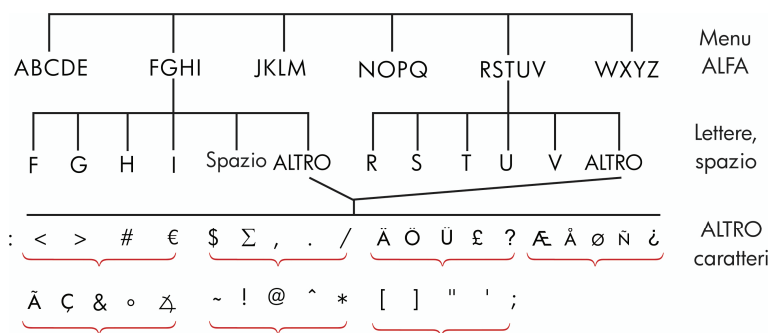 ABCDE FGHI JKLM NOPQ RSTUV WXYZ
Menu
ALFA
F G H I Spazio ALTRO R S T U V ALTRO
Lettere,
spazio
: < > # € $ Σ , . / Ä Ö Ü £ ? Æ Å Ø Ñ ¿
ALTRO
caratteri
Ã Ç & ° ⦡ ~ ! @ ^ * [ ] " ' ;